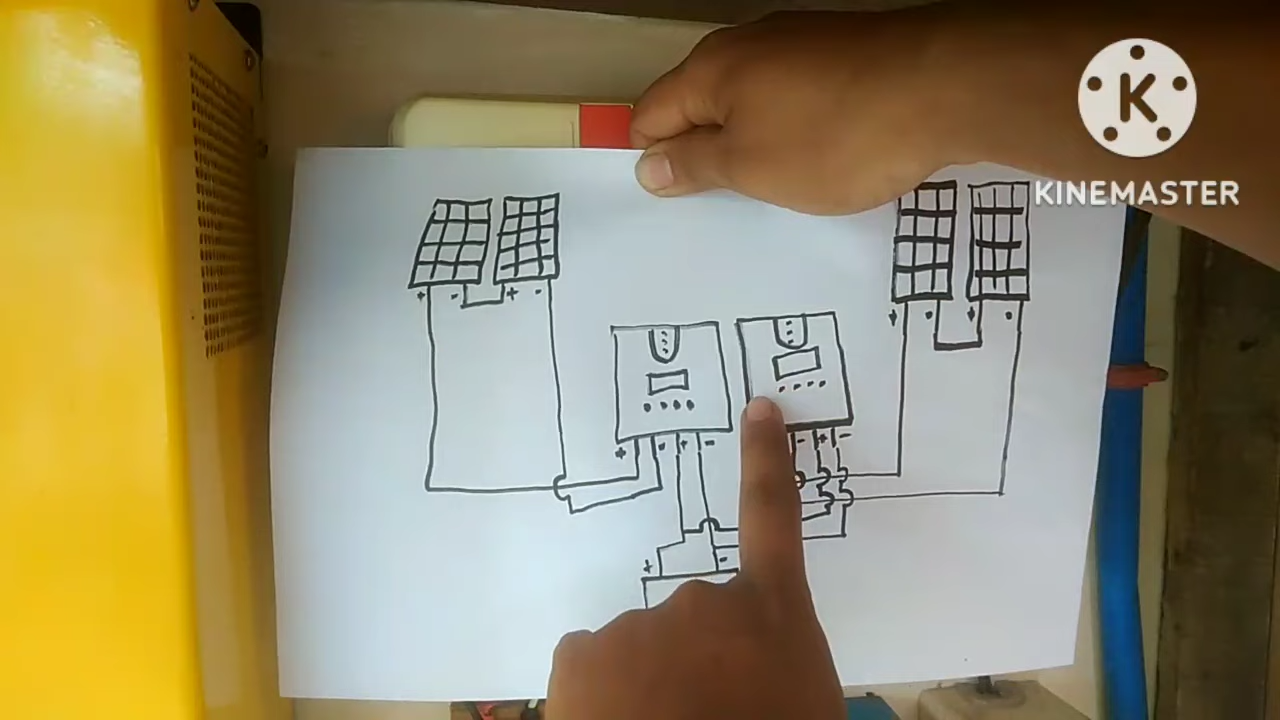 K
KINEMASTER
+ - + -
+ - + -
+ -